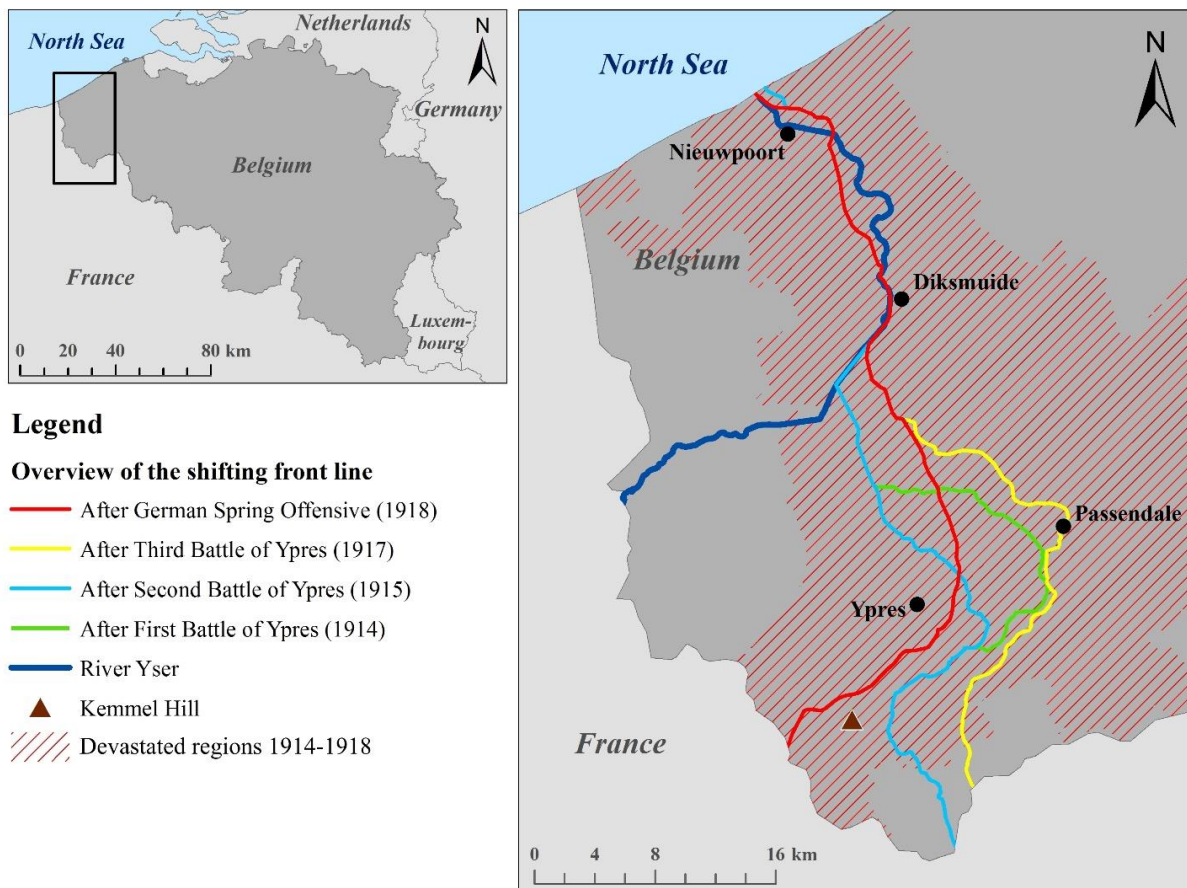 North Sea
Netherlands
N
Germany
Belgium
France
Luxem-
bourg
0 20 40 80 km
Legend
Overview of the shifting front line
After German Spring Offensive (1918)
After Third Battle of Ypres (1917)
After Second Battle of Ypres (1915)
After First Battle of Ypres (1914)
River Yser
Kemmel Hill
Devastated regions 1914-1918
North Sea
N
Nieuwpoort
Belgium
Diksmuide
Passendale
Ypres
France
0 4 8 16 km